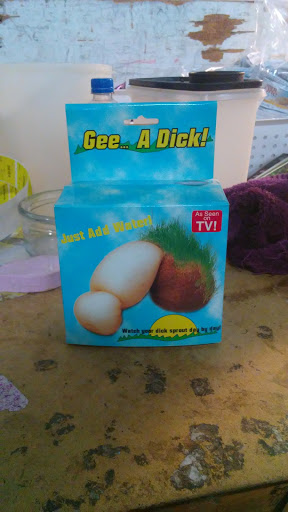 Gee... A Dick!
As Seen
on
TV!
Just Add Water!
Watch your dick sprout day by day!